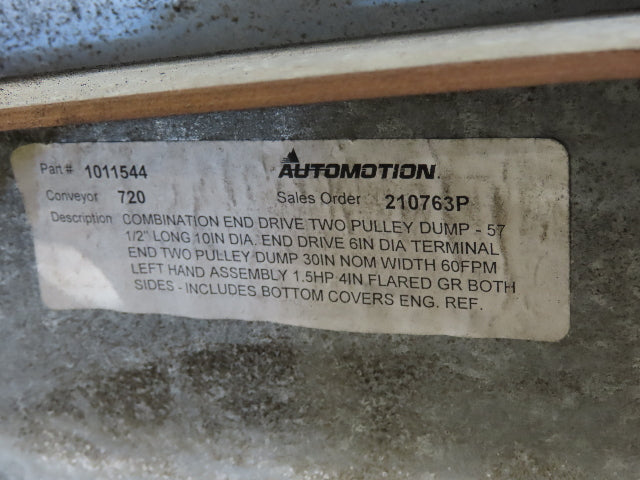 Part # 1011544 AUTOMOTION
Conveyor 720 Sales Order 210763P
Description COMBINATION END DRIVE TWO PULLEY DUMP - 57
1/2" LONG 10IN DIA. END DRIVE 6IN DIA TERMINAL
END TWO PULLEY DUMP 30IN NOM WIDTH 60FPM
LEFT HAND ASSEMBLY 1.5HP 4IN FLARED GR BOTH
SIDES - INCLUDES BOTTOM COVERS ENG. REF.